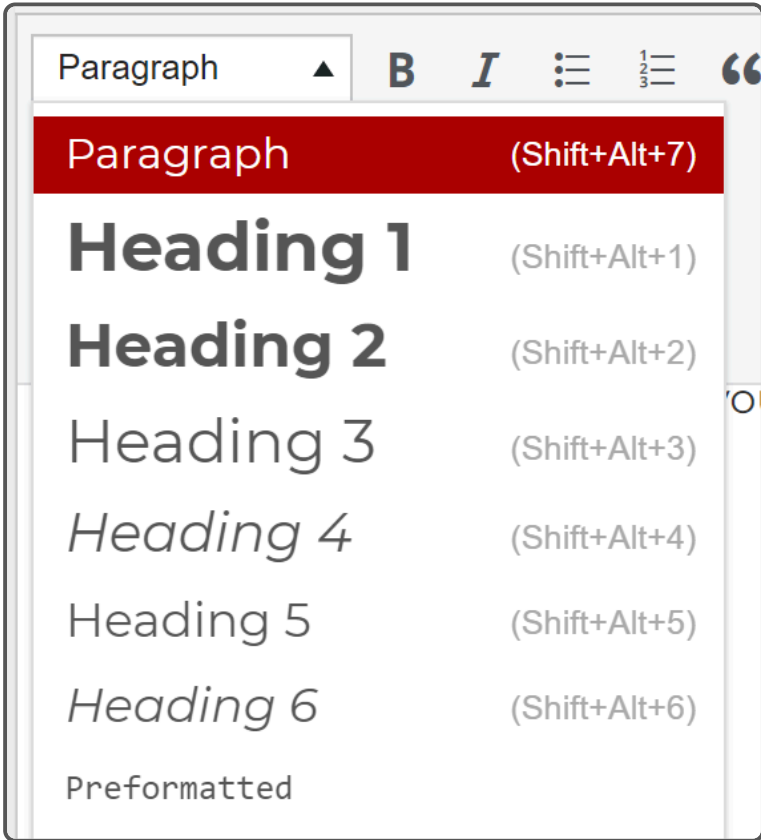 Paragraph
Paragraph (Shift+Alt+7)
Heading 1 (Shift+Alt+1)
Heading 2 (Shift+Alt+2)
Heading 3 (Shift+Alt+3)
Heading 4 (Shift+Alt+4)
Heading 5 (Shift+Alt+5)
Heading 6 (Shift+Alt+6)
Preformatted